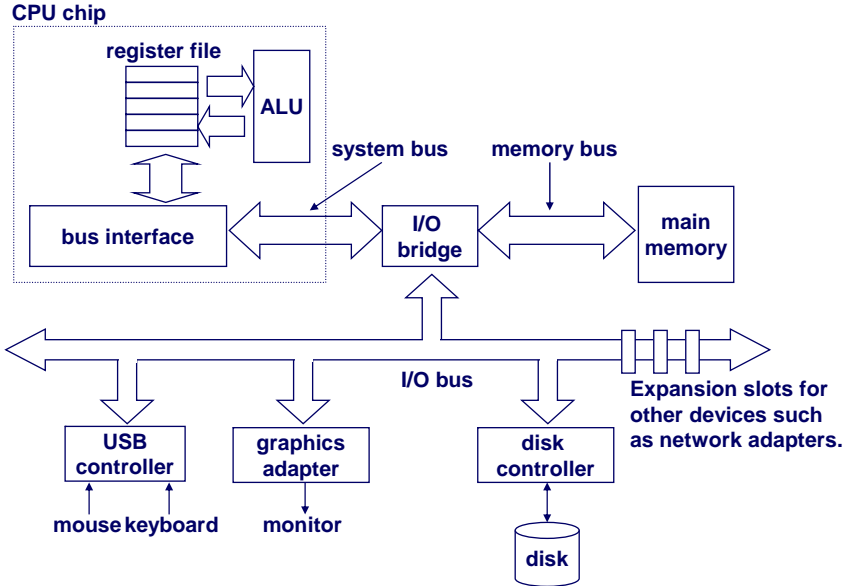 CPU chip
register file
ALU
system bus
memory bus
bus interface
I/O
bridge
main
memory
I/O bus
Expansion slots for
other devices such
as network adapters.
USB
controller
graphics
adapter
disk
controller
mouse
keyboard
monitor
disk